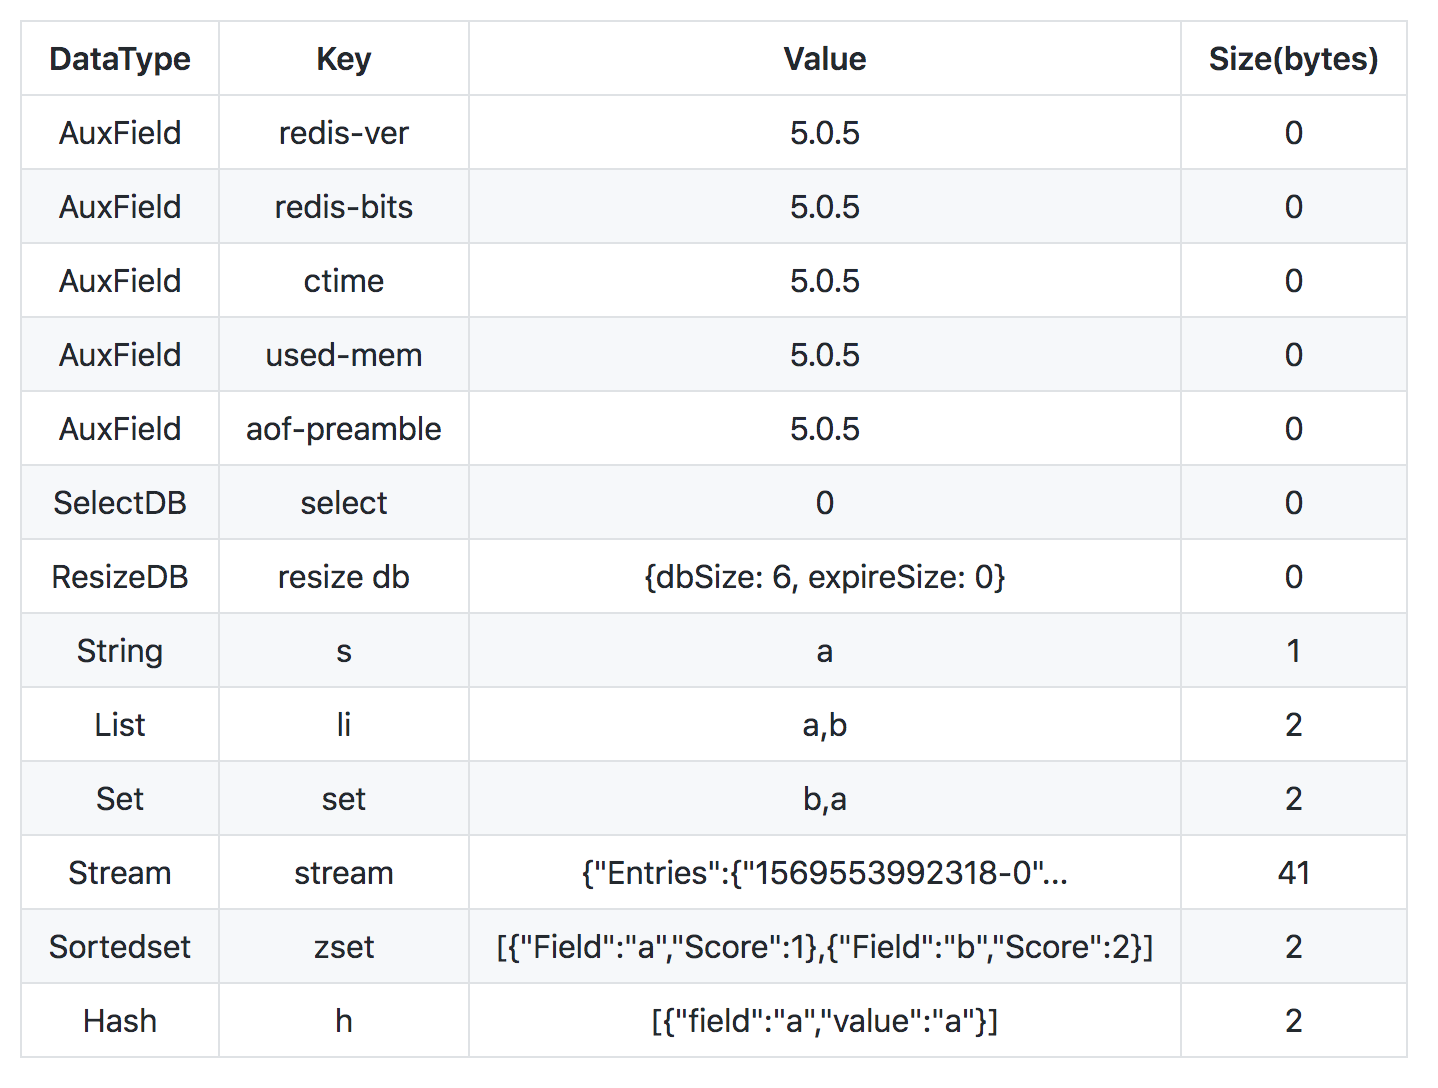 DataType Key Value Size(bytes)
AuxField redis-ver 5.0.5 0
AuxField redis-bits 5.0.5 0
AuxField ctime 5.0.5 0
AuxField used-mem 5.0.5 0
AuxField aof-preamble 5.0.5 0
SelectDB select 0 0
ResizeDB resize db {dbSize: 6, expireSize: 0} 0
String s a 1
List li a,b 2
Set set b,a 2
Stream stream {"Entries":{"1569553992318-0"... 41
Sortedset zset [{"Field":"a","Score":1},{"Field":"b","Score":2}] 2
Hash h [{"field":"a","value":"a"}] 2